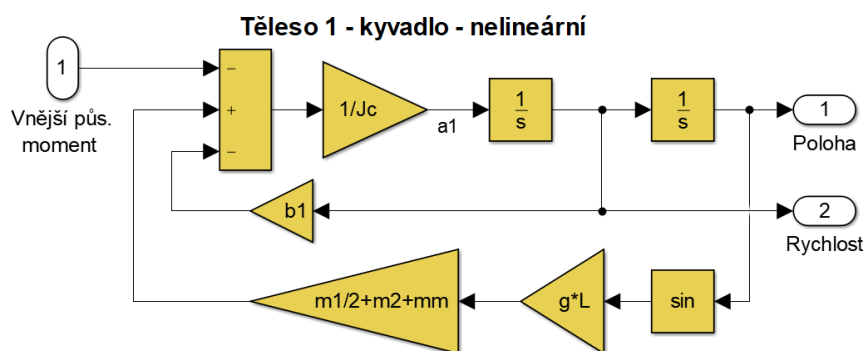 Těleso 1 - kyvadlo - nelineární
1
Vnější půs.
moment
−
+
−
1/Jc
a1
1
s
1
s
1
Poloha
b1
2
Rychlost
m1/2+m2+mm
g*L
sin